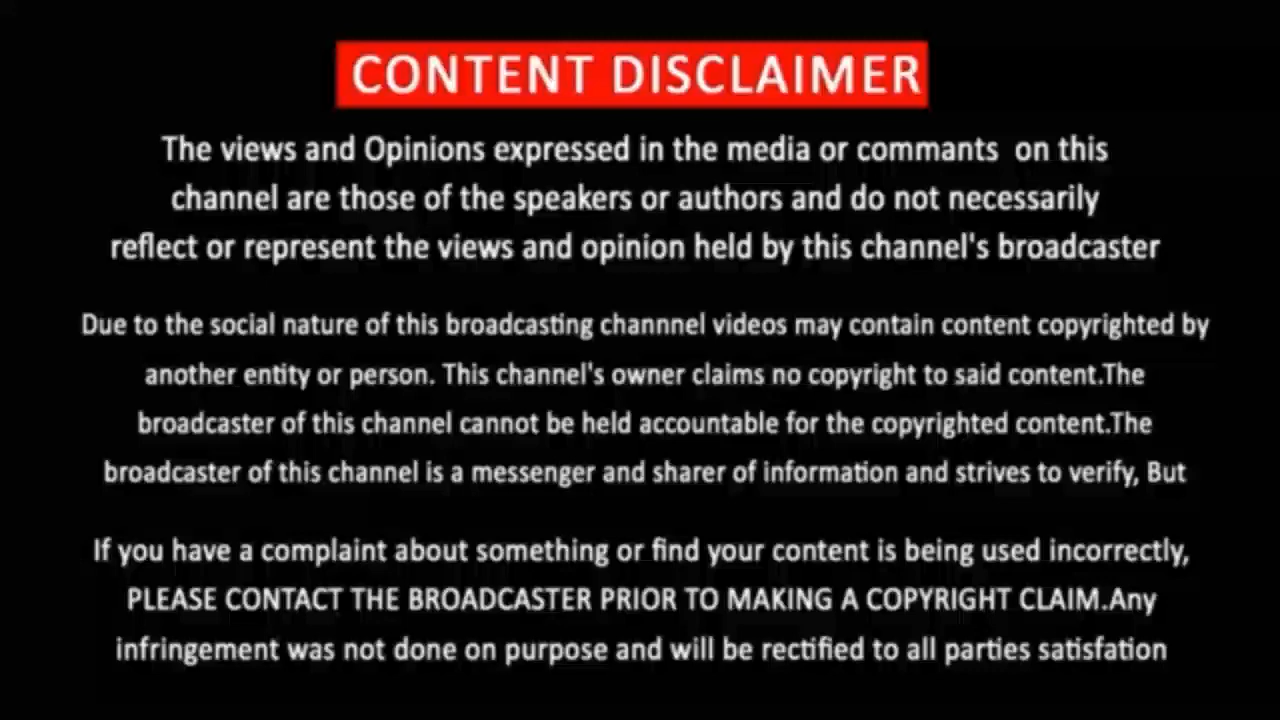 CONTENT DISCLAIMER
The views and Opinions expressed in the media or commants on this
channel are those of the speakers or authors and do not necessarily
reflect or represent the views and opinion held by this channel's broadcaster
Due to the social nature of this broadcasting channnel videos may contain content copyrighted by
another entity or person. This channel's owner claims no copyright to said content.The
broadcaster of this channel cannot be held accountable for the copyrighted content.The
broadcaster of this channel is a messenger and sharer of information and strives to verify, But
If you have a complaint about something or find your content is being used incorrectly,
PLEASE CONTACT THE BROADCASTER PRIOR TO MAKING A COPYRIGHT CLAIM.Any
infringement was not done on purpose and will be rectified to all parties satisfation